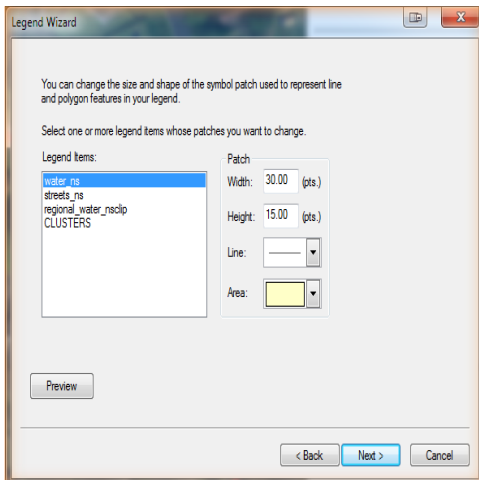 Legend Wizard
You can change the size and shape of the symbol patch used to represent line
and polygon features in your legend.
Select one or more legend items whose patches you want to change.
Legend Items:
water_ns
streets_ns
regional_water_nsclip
CLUSTERS
Patch
Width: 30.00 (pts.)
Height: 15.00 (pts.)
Line:
Area:
Preview
< Back Next > Cancel